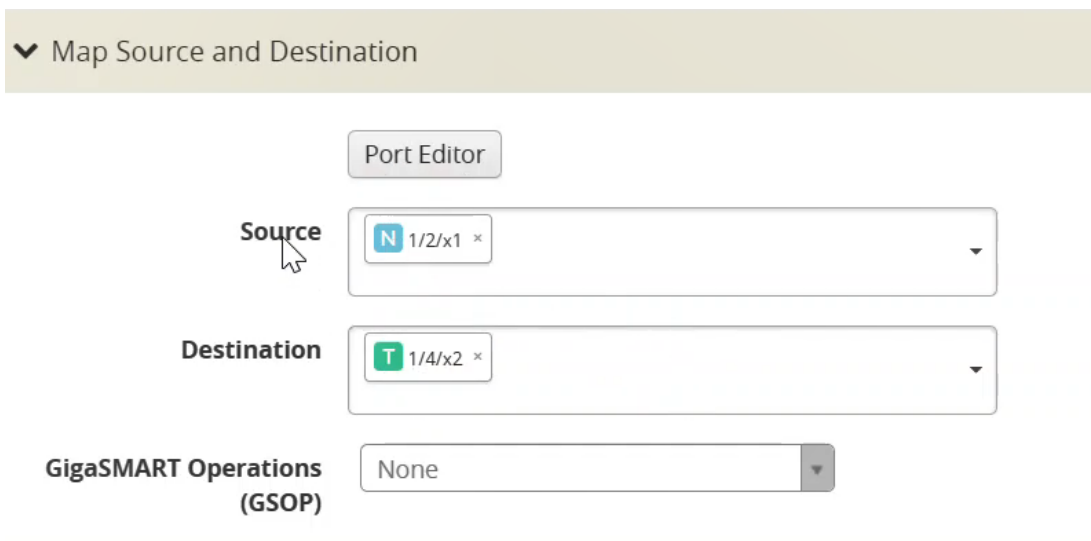 Map Source and Destination
Port Editor
Source
N 1/2/x1 ×
Destination
T 1/4/x2 ×
GigaSMART Operations
(GSOP)
None